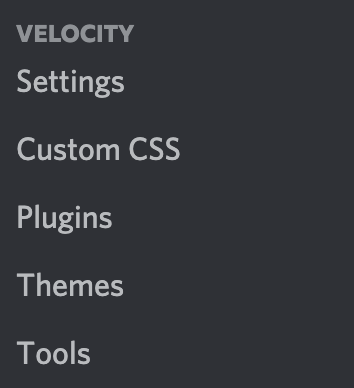 VELOCITY
Settings
Custom CSS
Plugins
Themes
Tools